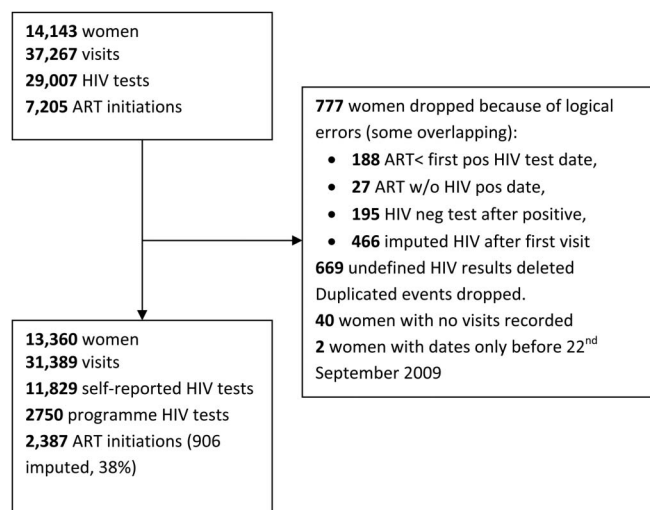 14,143 women
37,267 visits
29,007 HIV tests
7,205 ART initiations
777 women dropped because of logical
errors (some overlapping):
• 188 ART< first pos HIV test date,
• 27 ART w/o HIV pos date,
• 195 HIV neg test after positive,
• 466 imputed HIV after first visit
669 undefined HIV results deleted
Duplicated events dropped.
40 women with no visits recorded
2 women with dates only before 22nd
September 2009
13,360 women
31,389 visits
11,829 self-reported HIV tests
2750 programme HIV tests
2,387 ART initiations (906
imputed, 38%)